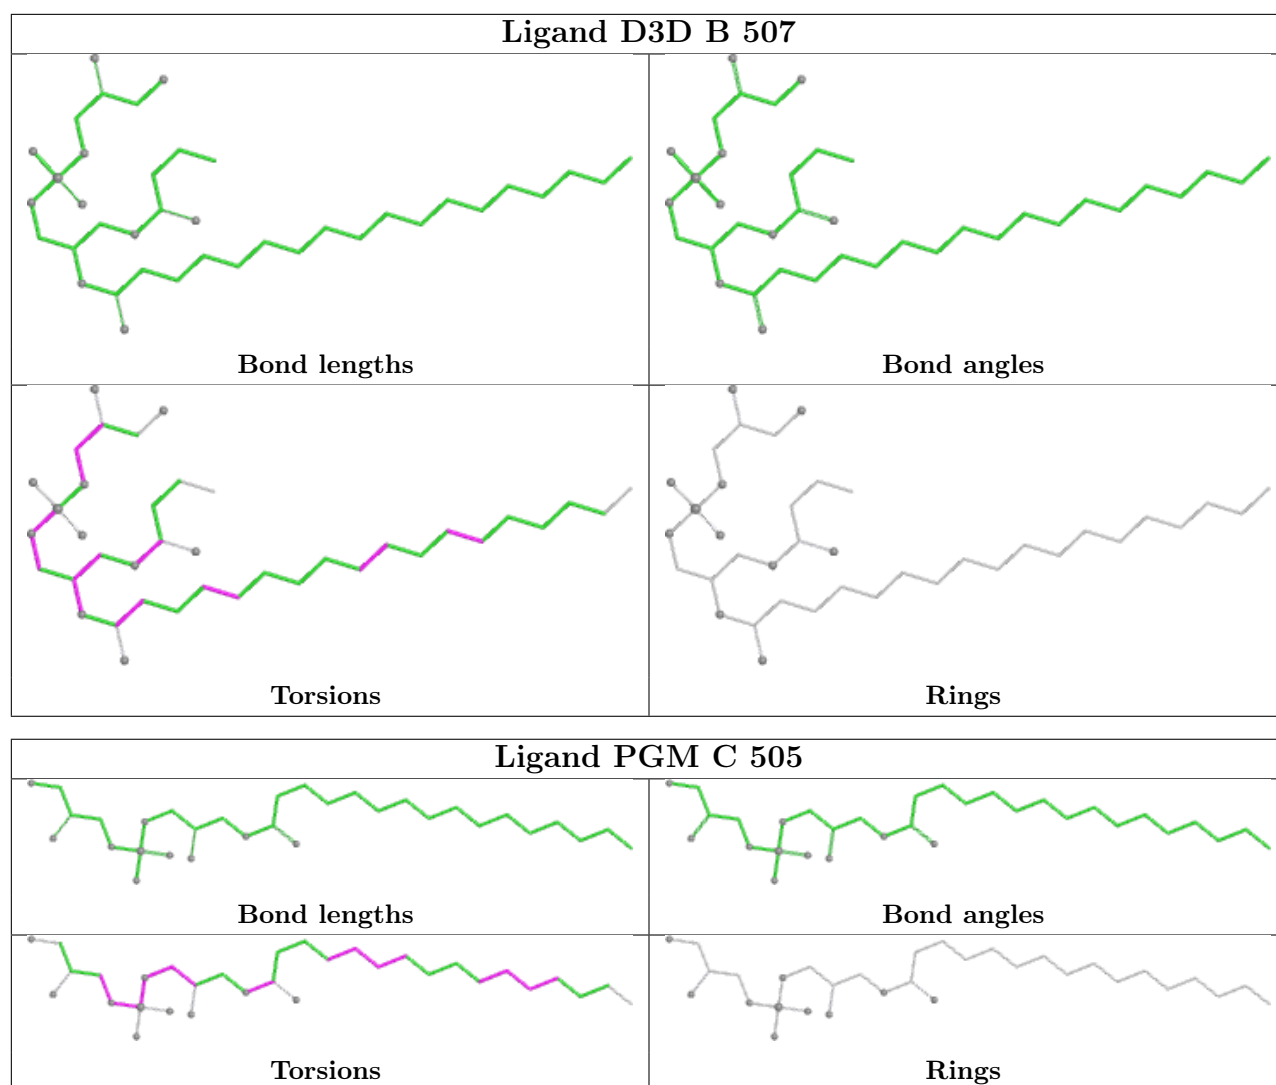 Ligand D3D B 507
Bond lengths
Bond angles
Torsions
Rings
Ligand PGM C 505
Bond lengths
Bond angles
Torsions
Rings